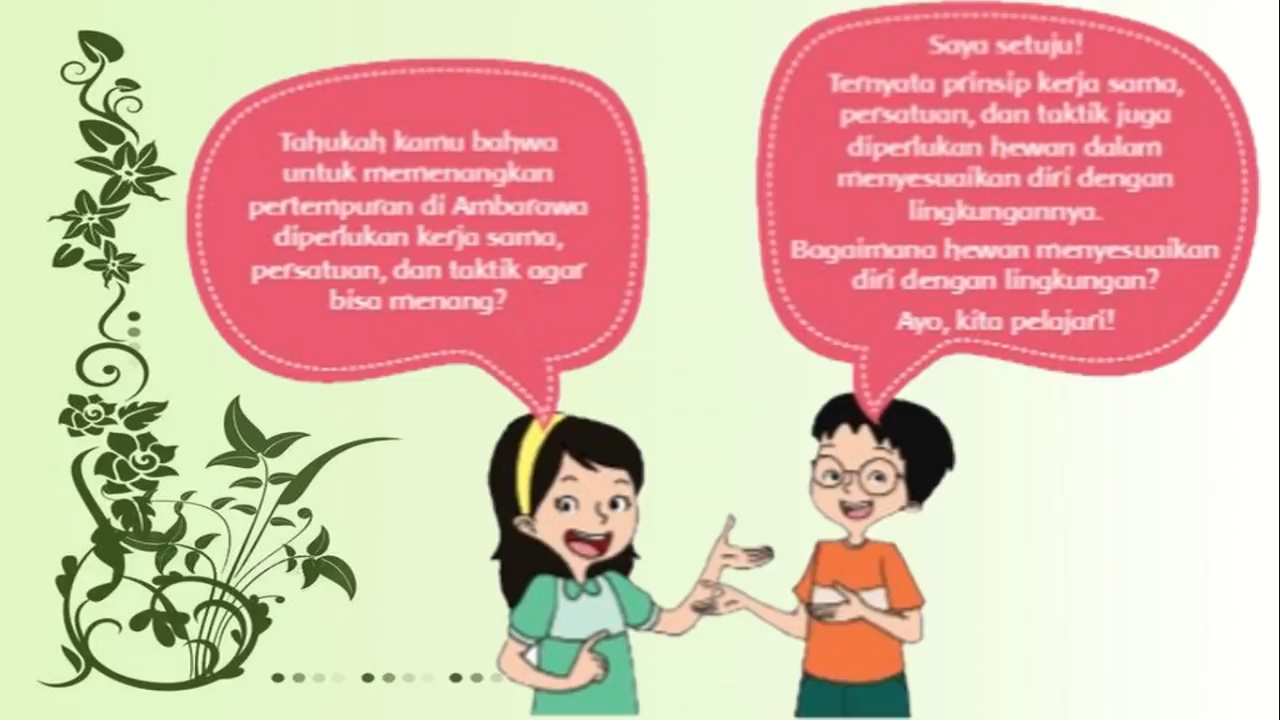 Tahukah kamu bahwa
untuk memenangkan
pertempuran di Ambarawa
diperlukan kerja sama,
persatuan, dan taktik agar
bisa menang?
Saya setuju!
Ternyata prinsip kerja sama,
persatuan, dan taktik juga
diperlukan hewan dalam
menyesuaikan diri dengan
lingkungannya.
Bagaimana hewan menyesuaikan
diri dengan lingkungan?
Ayo, kita pelajari!